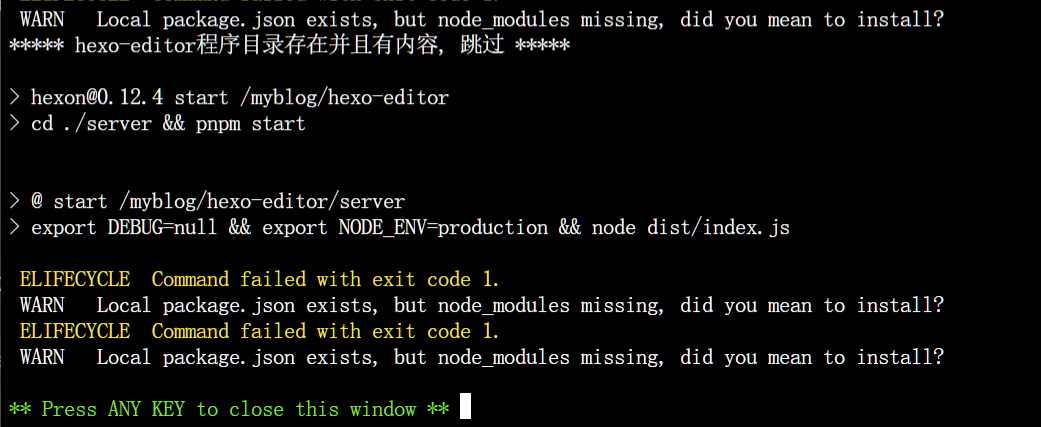 WARN   Local package.json exists, but node_modules missing, did you mean to install?
***** hexo-editor程序目录存在并且有内容, 跳过 *****
> hexon@0.12.4 start /myblog/hexo-editor
> cd ./server && pnpm start
> @ start /myblog/hexo-editor/server
> export DEBUG=null && export NODE_ENV=production && node dist/index.js
ELIFECYCLE  Command failed with exit code 1.
WARN   Local package.json exists, but node_modules missing, did you mean to install?
ELIFECYCLE  Command failed with exit code 1.
WARN   Local package.json exists, but node_modules missing, did you mean to install?
** Press ANY KEY to close this window **